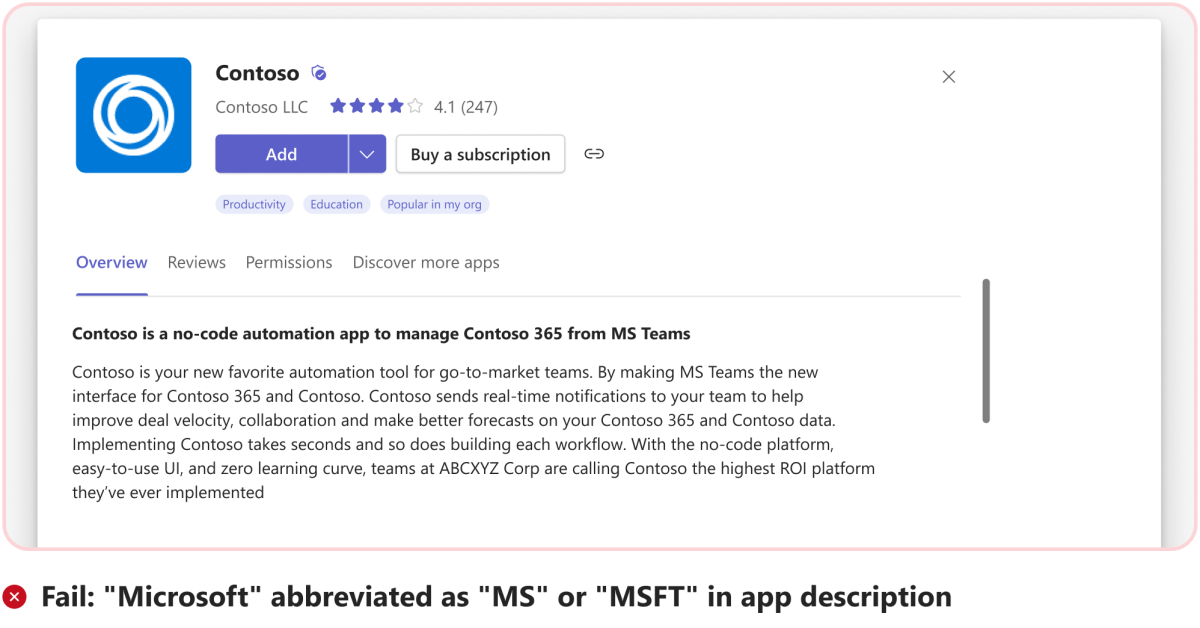 Contoso
Contoso LLC 4.1 (247)
Add Buy a subscription
Productivity Education Popular in my org
Overview Reviews Permissions Discover more apps
Contoso is a no-code automation app to manage Contoso 365 from MS Teams
Contoso is your new favorite automation tool for go-to-market teams. By making MS Teams the new
interface for Contoso 365 and Contoso. Contoso sends real-time notifications to your team to help
improve deal velocity, collaboration and make better forecasts on your Contoso 365 and Contoso data.
Implementing Contoso takes seconds and so does building each workflow. With the no-code platform,
easy-to-use UI, and zero learning curve, teams at ABCXYZ Corp are calling Contoso the highest ROI platform
they’ve ever implemented
Fail: "Microsoft" abbreviated as "MS" or "MSFT" in app description